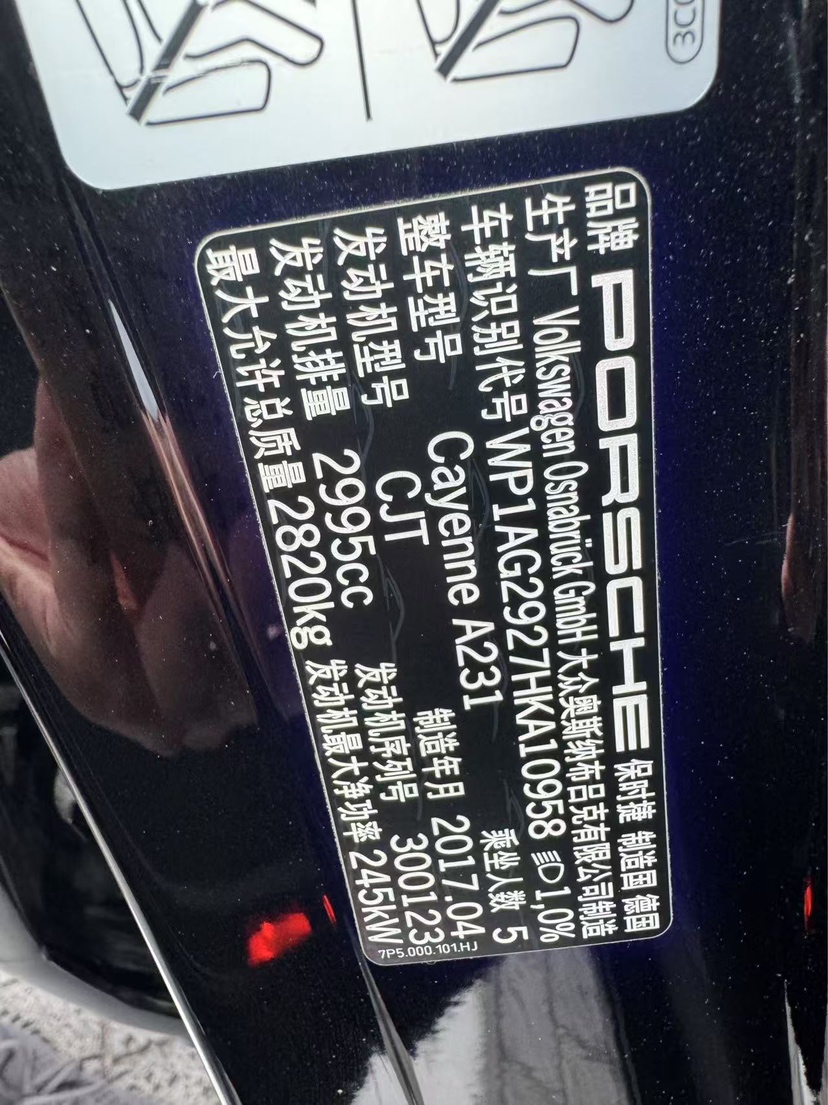 3CC
品牌 PORSCHE 保时捷 制造国 德国
生产厂 Volkswagen Osnabrück GmbH 大众奥斯纳布吕克有限公司制造
车辆识别代号 WP1AG2927HKA10958 1,0%
整车型号 Cayenne A231 乘坐人数 5
发动机型号 CJT 制造年月 2017.04
发动机排量 2995cc 发动机序列号 300123
最大允许总质量 2820kg 发动机最大净功率 245kW
7P5.000.101.HJ